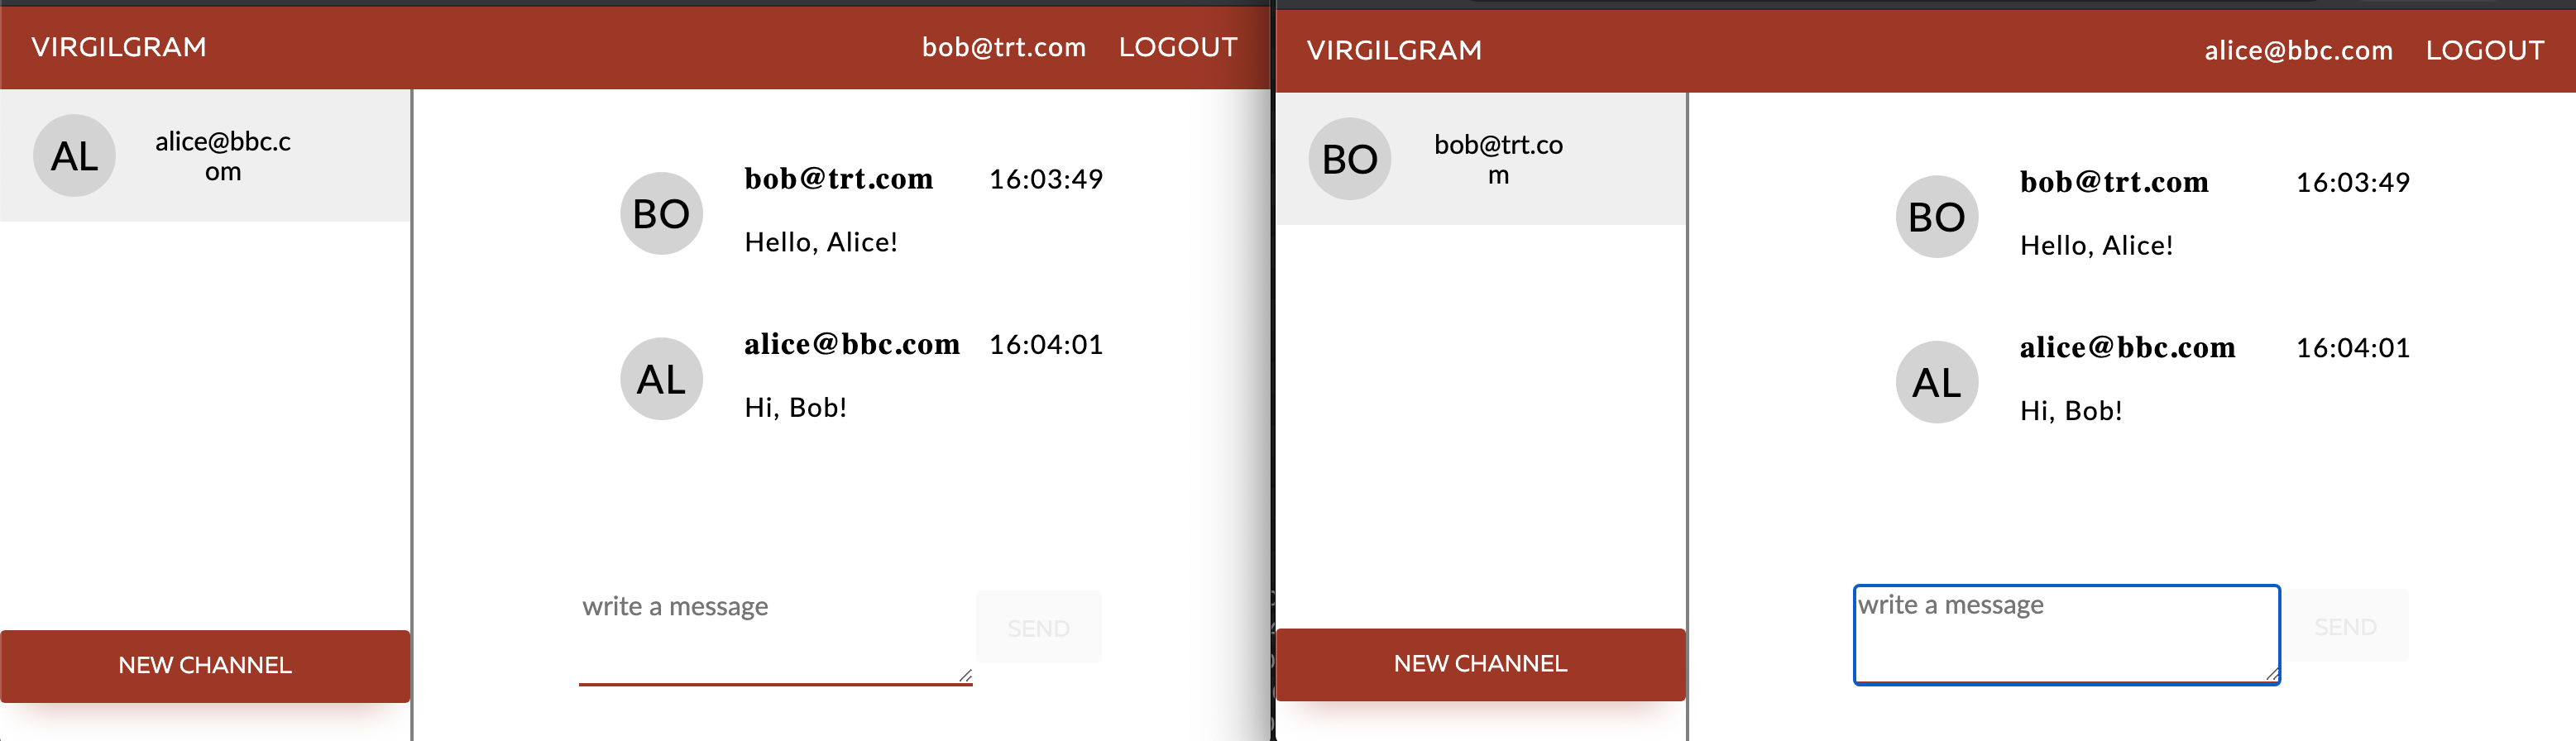 VIRGILGRAM bob@trt.com LOGOUT
AL alice@bbc.c
om
bob@trt.com 16:03:49
BO
Hello, Alice!
alice@bbc.com 16:04:01
AL
Hi, Bob!
write a message
SEND
NEW CHANNEL
VIRGILGRAM alice@bbc.com LOGOUT
BO bob@trt.co
m
bob@trt.com 16:03:49
BO
Hello, Alice!
alice@bbc.com 16:04:01
AL
Hi, Bob!
write a message
SEND
NEW CHANNEL